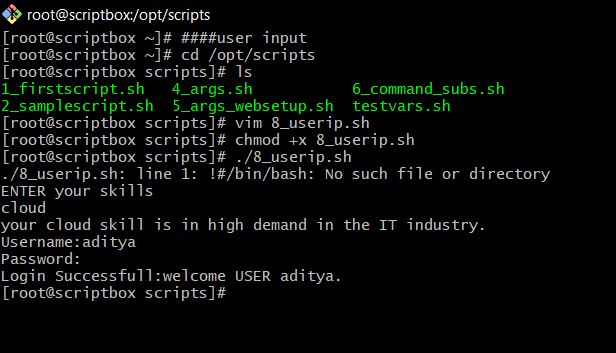 root@scriptbox:/opt/scripts
[root@scriptbox ~]# ####user input
[root@scriptbox ~]# cd /opt/scripts
[root@scriptbox scripts]# ls
1_firstscript.sh   4_args.sh           6_command_subs.sh
2_samplescript.sh  5_args_websetup.sh  testvars.sh
[root@scriptbox scripts]# vim 8_userip.sh
[root@scriptbox scripts]# chmod +x 8_userip.sh
[root@scriptbox scripts]# ./8_userip.sh
./8_userip.sh: line 1: !#/bin/bash: No such file or directory
ENTER your skills
cloud
your cloud skill is in high demand in the IT industry.
Username:aditya
Password:
Login Successfull:welcome USER aditya.
[root@scriptbox scripts]#